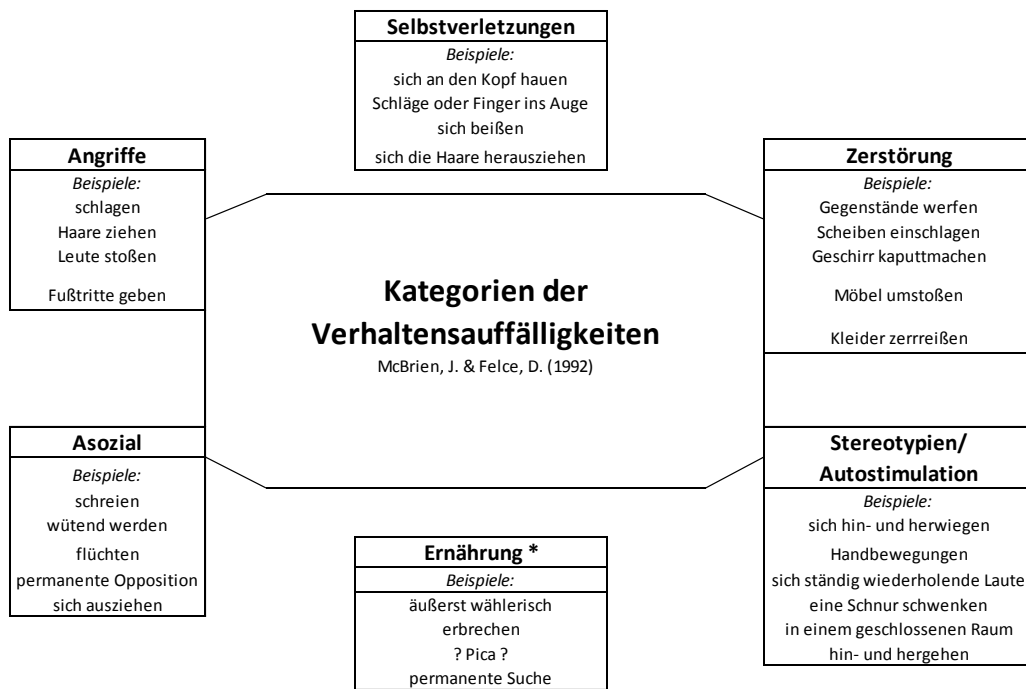 Selbstverletzungen
Beispiele:
sich an den Kopf hauen
Schläge oder Finger ins Auge
sich beißen
sich die Haare herausziehen
Angriffe
Beispiele:
schlagen
Haare ziehen
Leute stoßen
Fußtritte geben
Zerstörung
Beispiele:
Gegenstände werfen
Scheiben einschlagen
Geschirr kaputtmachen
Möbel umstoßen
Kleider zerrreißen
Kategorien der
Verhaltensauffälligkeiten
McBrien, J. & Felce, D. (1992)
Asozial
Beispiele:
schreien
wütend werden
flüchten
permanente Opposition
sich ausziehen
Ernährung *
Beispiele:
äußerst wählerisch
erbrechen
? Pica ?
permanente Suche
Stereotypien/
Autostimulation
Beispiele:
sich hin- und herwiegen
Handbewegungen
sich ständig wiederholende Laute
eine Schnur schwenken
in einem geschlossenen Raum
hin- und hergehen